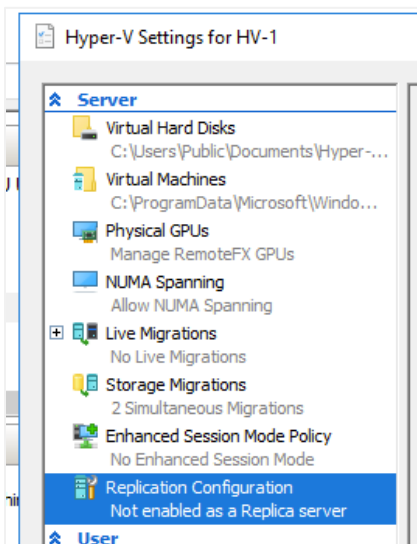 Hyper-V Settings for HV-1
Server
Virtual Hard Disks
C:\Users\Public\Documents\Hyper-...
Virtual Machines
C:\ProgramData\Microsoft\Windo...
Physical GPUs
Manage RemoteFX GPUs
NUMA Spanning
Allow NUMA Spanning
Live Migrations
No Live Migrations
Storage Migrations
2 Simultaneous Migrations
Enhanced Session Mode Policy
No Enhanced Session Mode
Replication Configuration
Not enabled as a Replica server
User